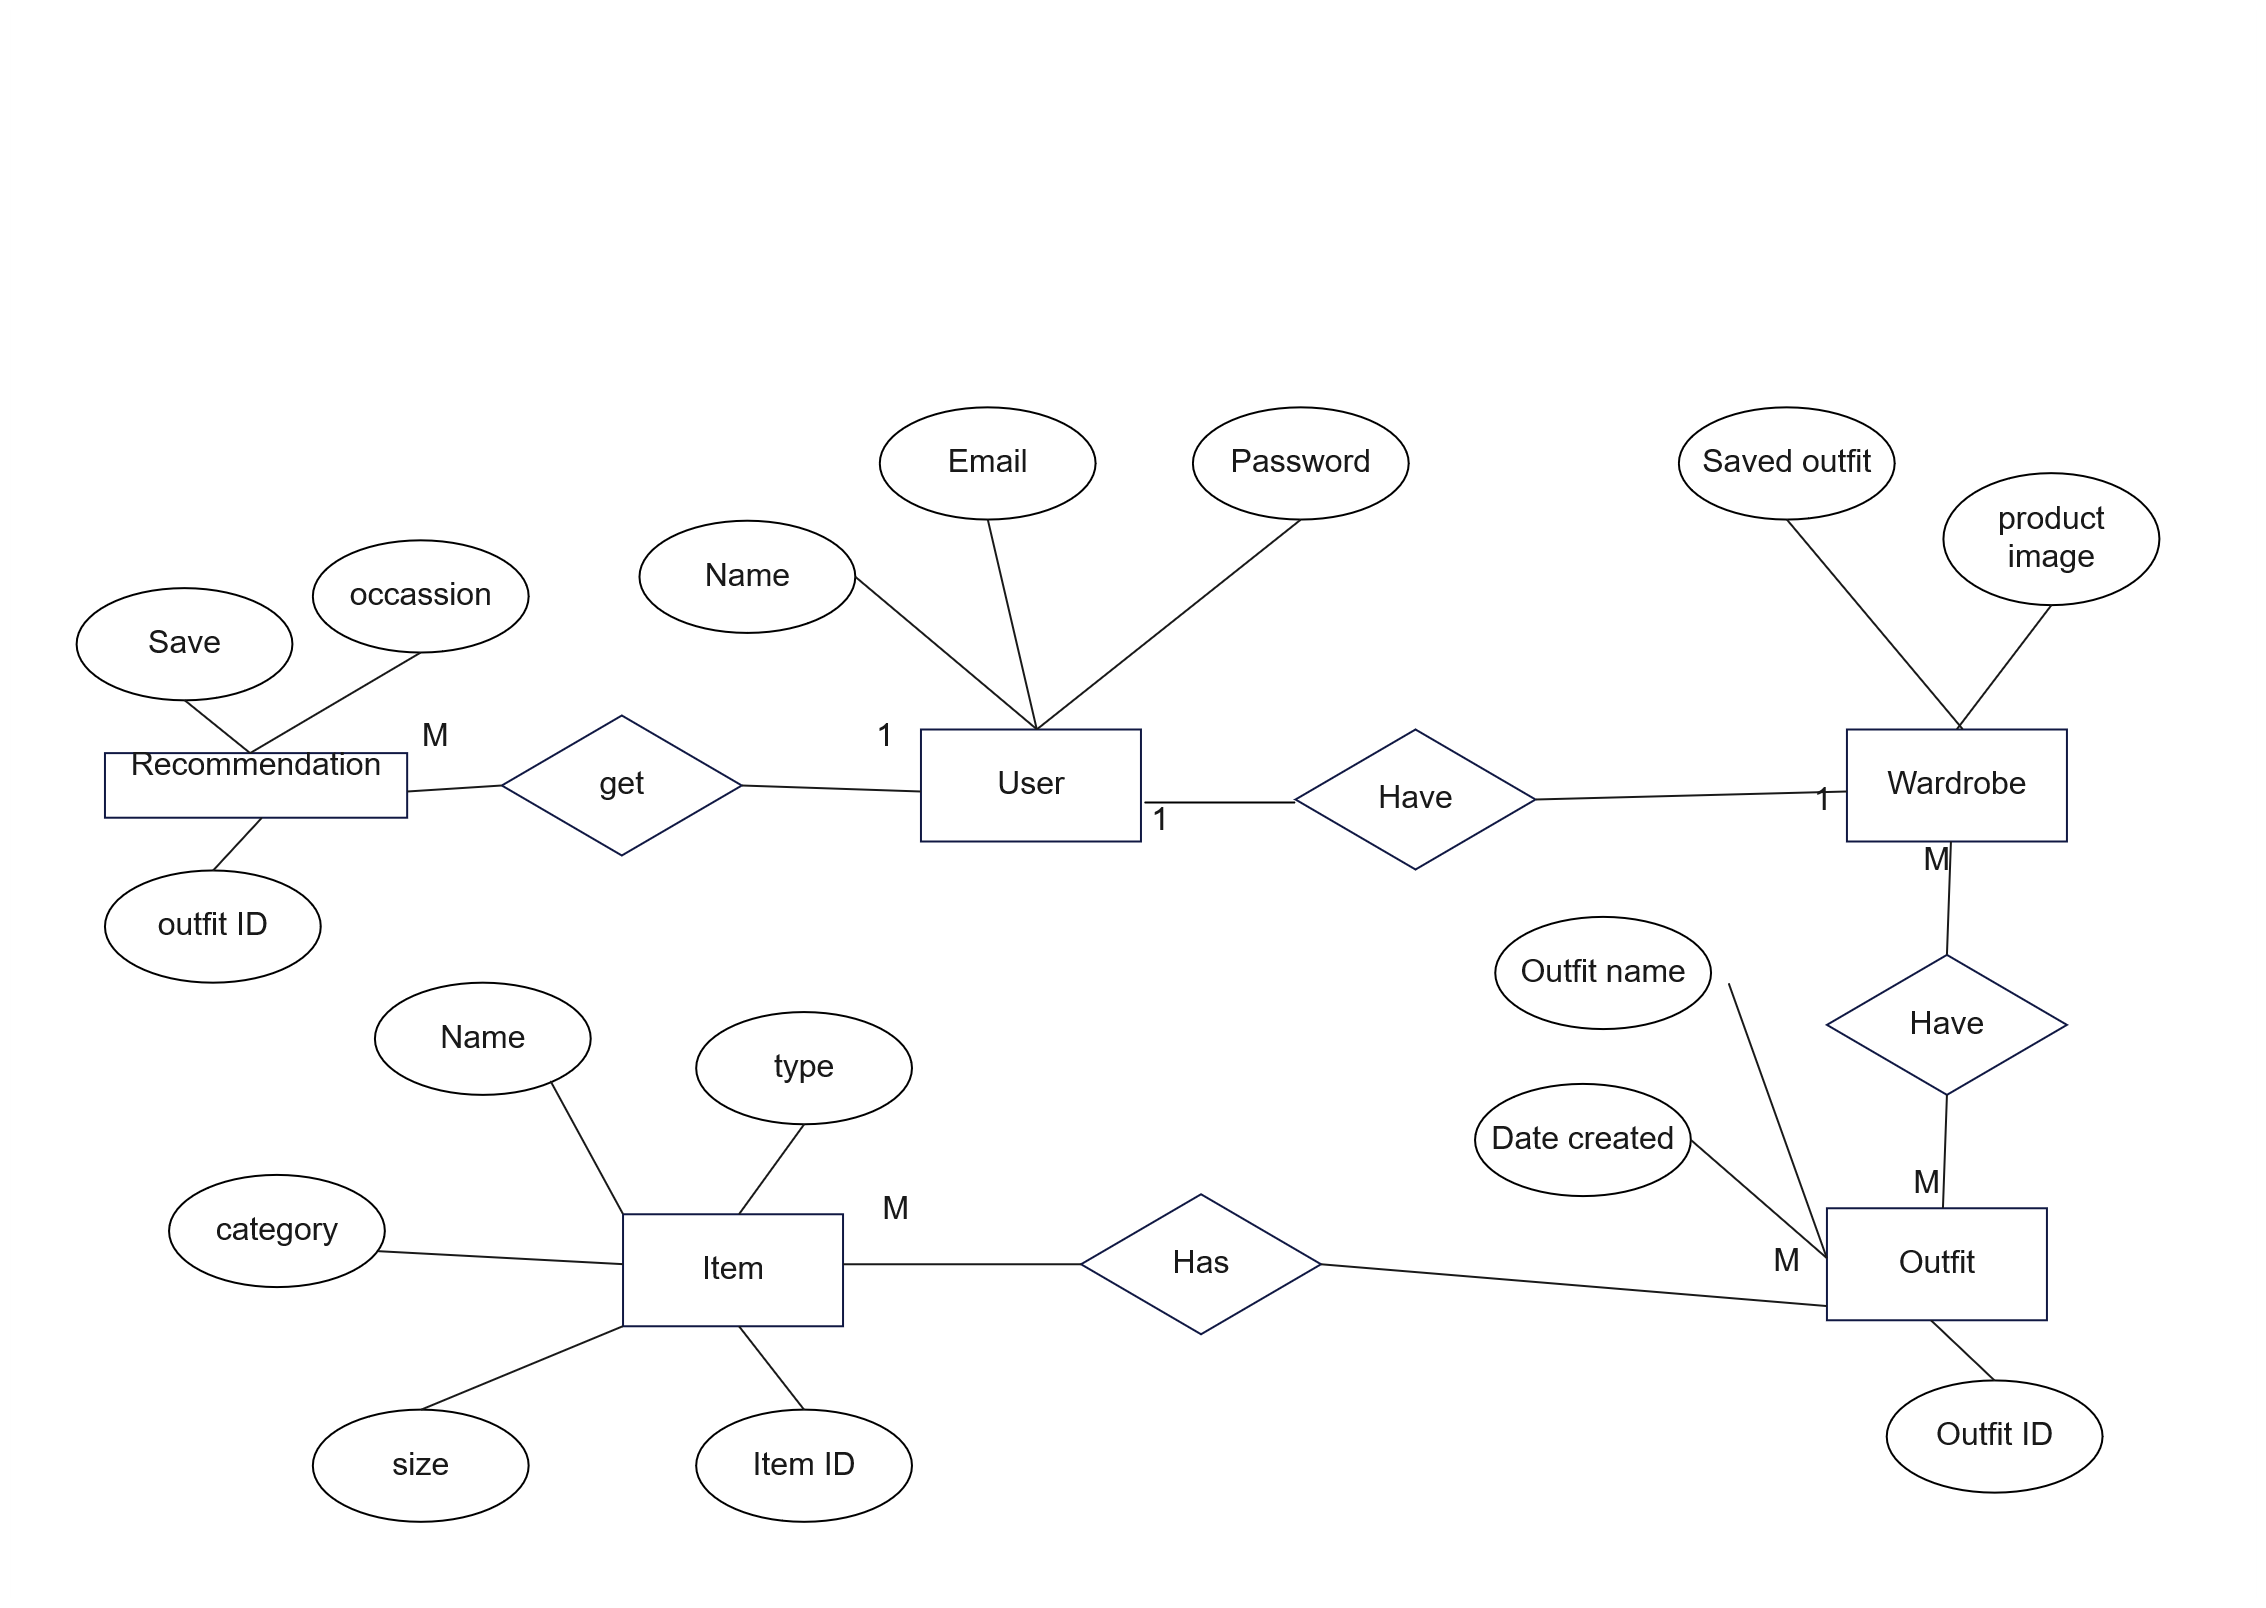 Email
Password
Saved outfit
product
image
Name
occassion
Save
M
1
Recommendation
get
User
Have
Wardrobe
1
1
M
outfit ID
Outfit name
Have
Name
type
Date created
category
M
M
Item
Has
M
Outfit
size
Item ID
Outfit ID